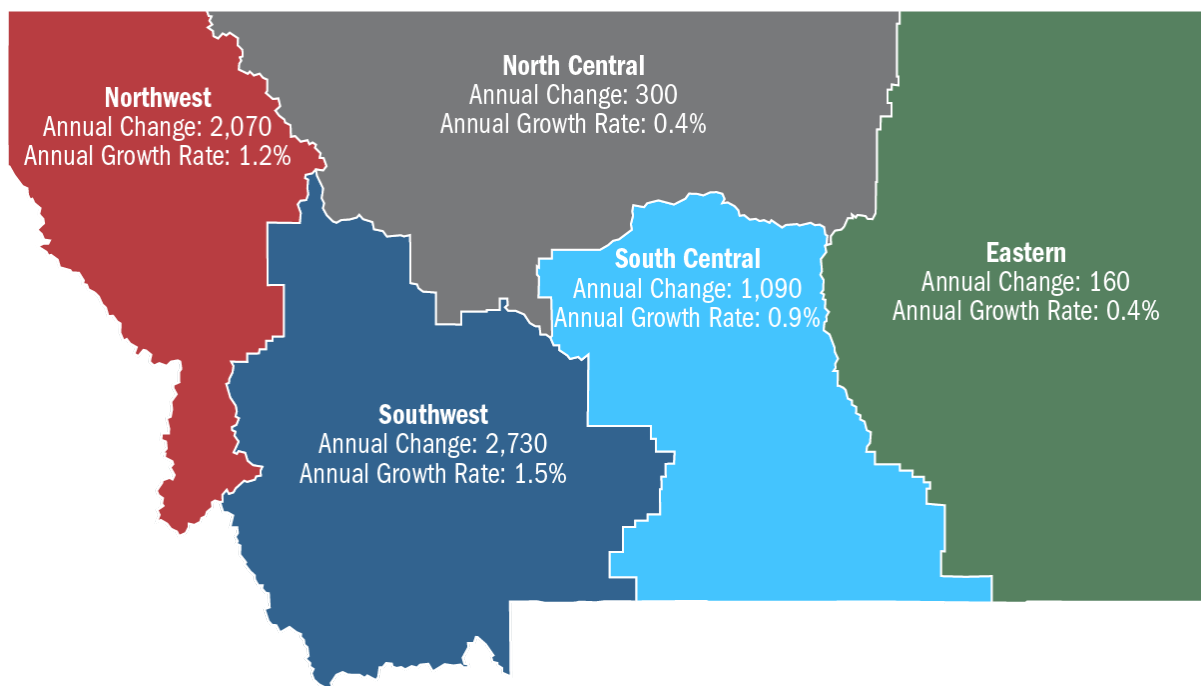 North Central
Annual Change: 300
Annual Growth Rate: 0.4%
Northwest
Annual Change: 2,070
Annual Growth Rate: 1.2%
South Central
Annual Change: 1,090
Annual Growth Rate: 0.9%
Eastern
Annual Change: 160
Annual Growth Rate: 0.4%
Southwest
Annual Change: 2,730
Annual Growth Rate: 1.5%